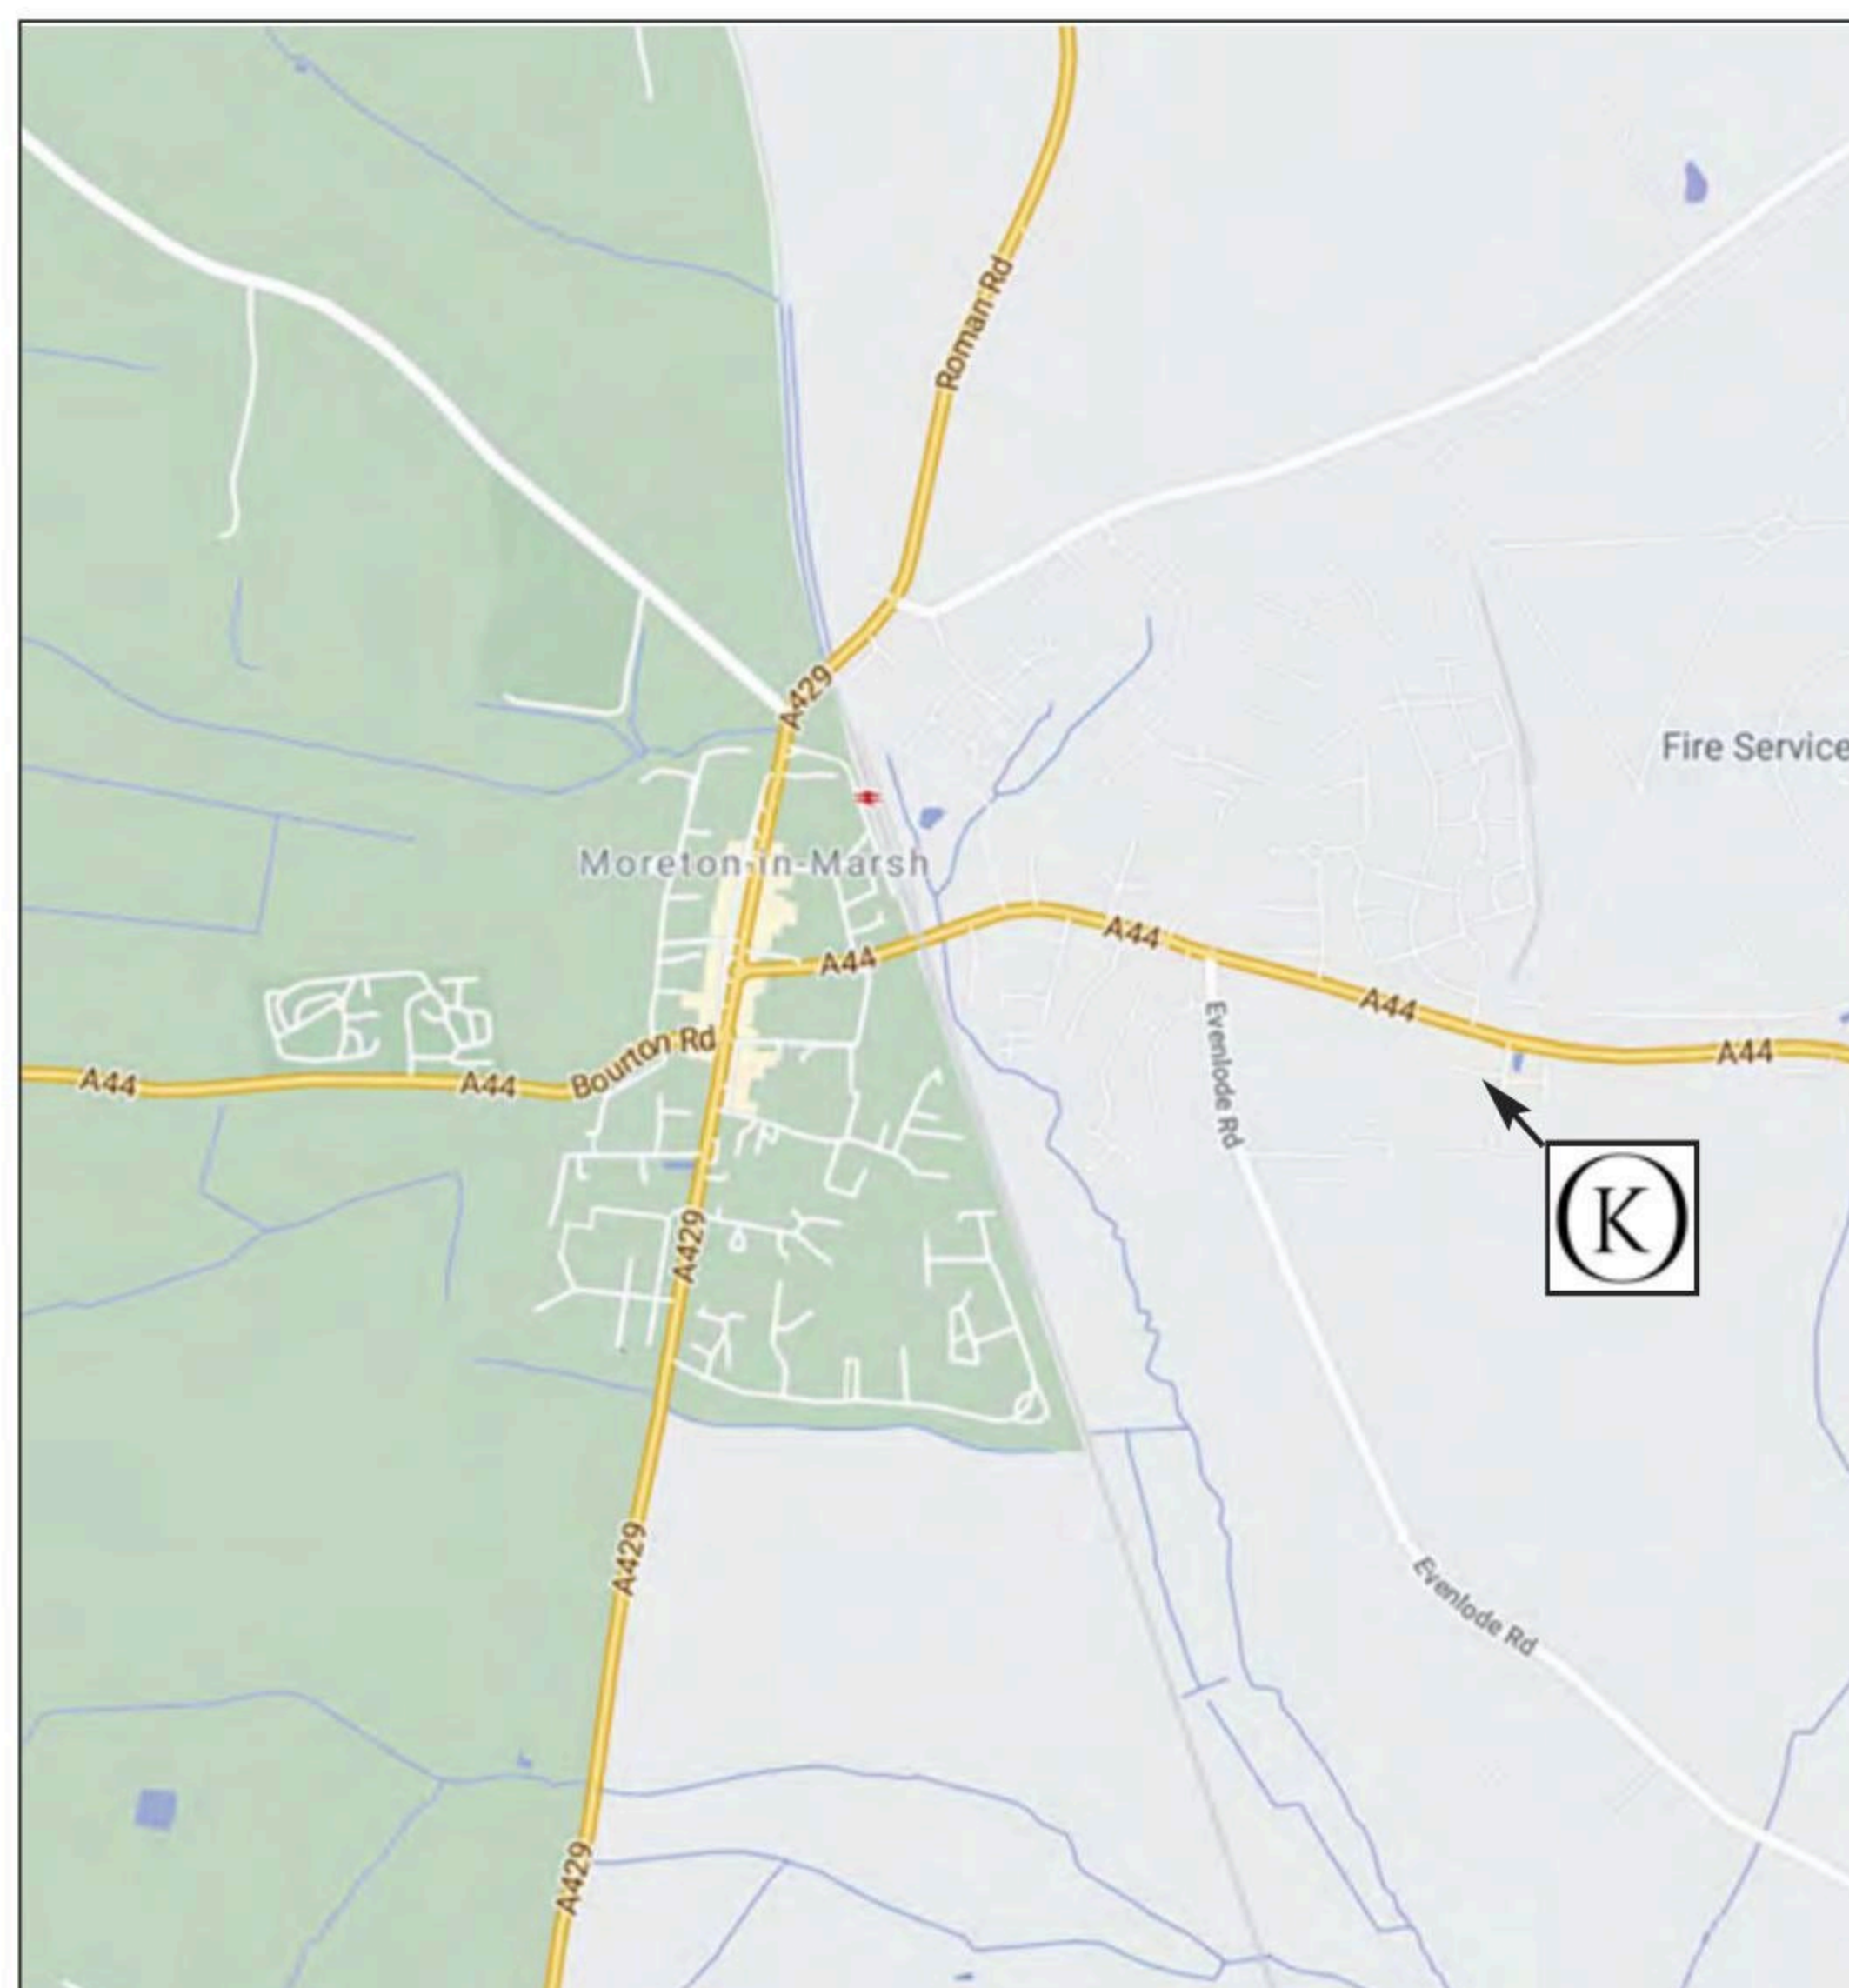 Roman Rd
A429
Fire Service
Moreton-in-Marsh
A44
A44
A44
A44
Bourton Rd
A44
A44
Evenlode Rd
K
A429
A429
Evenlode Rd
A429